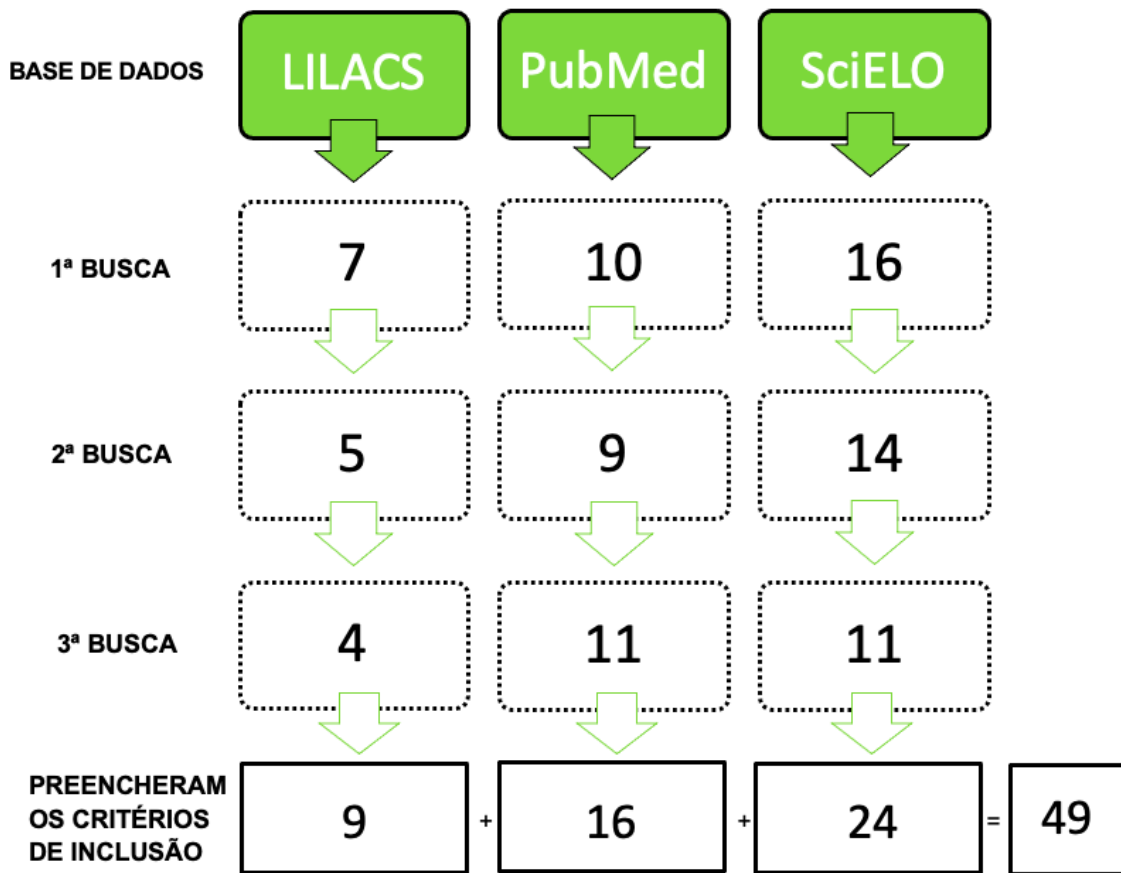 BASE DE DADOS LILACS PubMed SciELO
1ª BUSCA 7 10 16
2ª BUSCA 5 9 14
3ª BUSCA 4 11 11
PREENCHERAM
OS CRITÉRIOS 9 + 16 + 24 = 49
DE INCLUSÃO